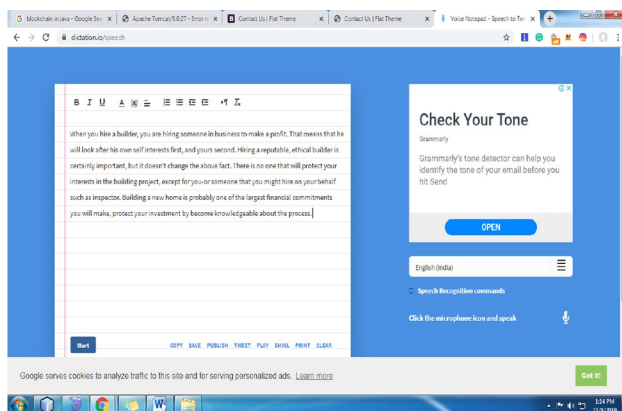 blockchain in java - Google Sea
Apache Tomcat/8.0.27 - Error r
Contact Us | Flat Theme
Contact Us | Flat Theme
Voice Notepad - Speech to Te
dictation.io/speech
When you hire a builder, you are hiring someone in business to make a profit. That means that he
will look after his own self interests first, and yours second. Hiring a reputable, ethical builder is
certainly important, but it doesn't change the above fact. There is no one that will protect your
interests in the building project, except for you-or someone that you might hire on your behalf
such as inspector. Building a new home is probably one of the largest financial commitments
you will make, protect your investment by become knowledgeable about the process.
Start
COPY SAVE PUBLISH TWEET PLAY EMAIL PRINT CLEAR
Check Your Tone
Grammarly
Grammarly's tone detector can help you
identify the tone of your email before you
hit Send
OPEN
English (India)
Speech Recognition commands
Click the microphone icon and speak
Google serves cookies to analyze traffic to this site and for serving personalized ads. Learn more
Got it!
1:14 PM